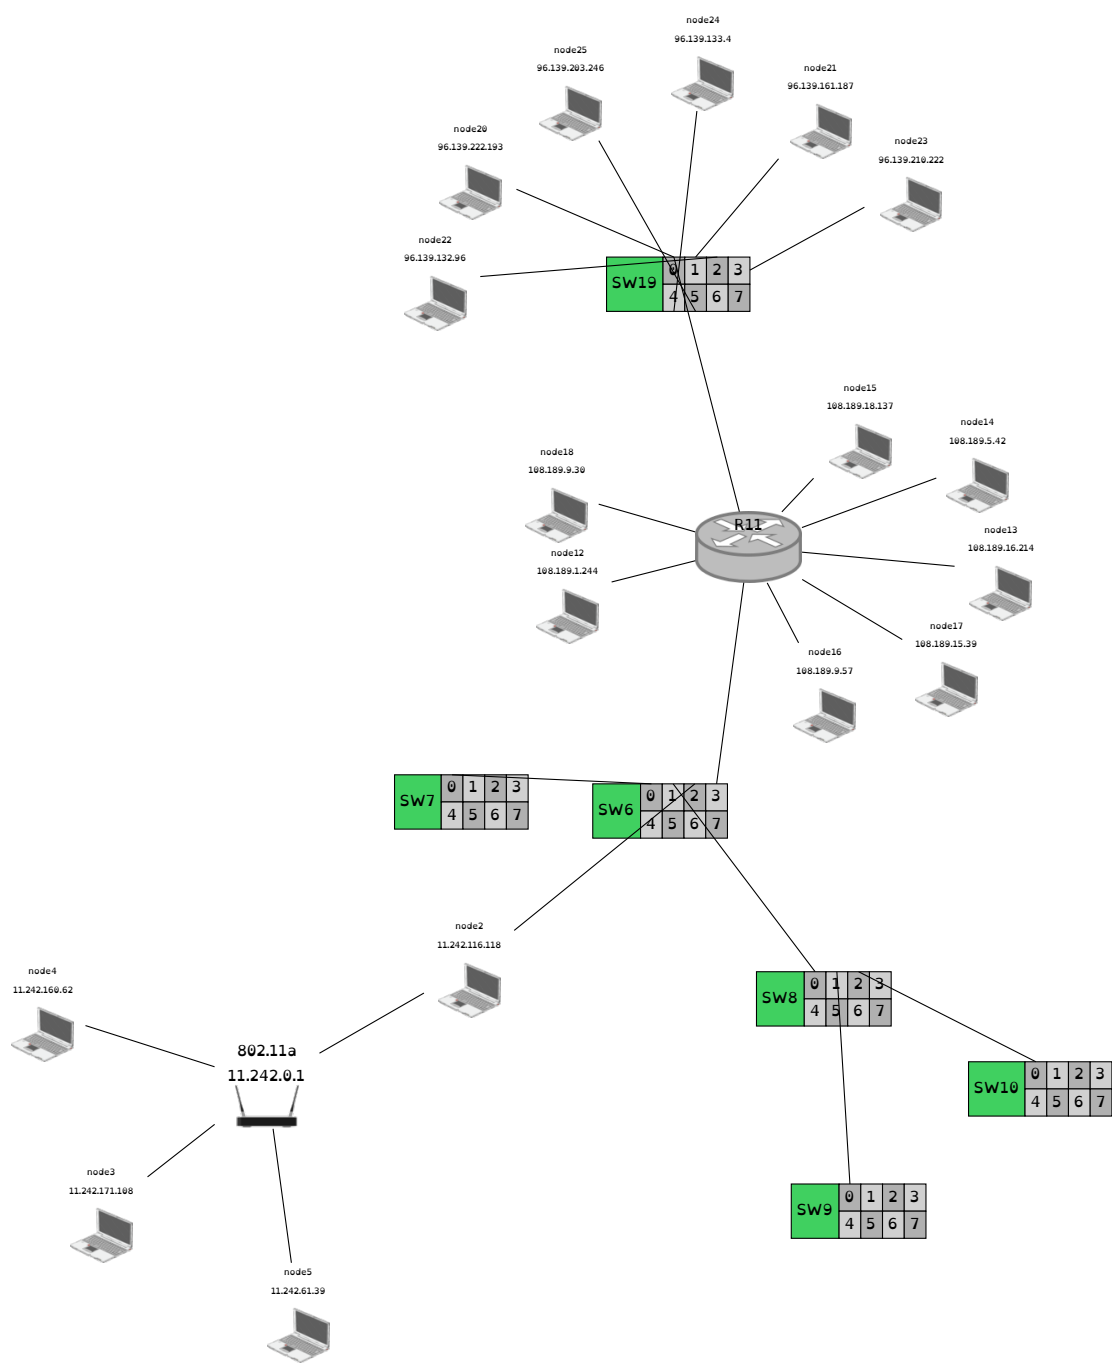 node24
96.139.133.4
node25
96.139.203.246
node21
96.139.161.187
node20
96.139.222.193
node23
96.139.210.222
node22
96.139.132.96
SW19
0 1 2 3
4 5 6 7
node15
108.189.18.137
node14
108.189.5.42
node18
108.189.9.30
R11
node13
108.189.16.214
node12
108.189.1.244
node17
108.189.15.39
node16
108.189.9.57
SW7
0 1 2 3
4 5 6 7
SW6
0 1 2 3
4 5 6 7
node2
11.242.116.118
node4
11.242.160.62
SW8
0 1 2 3
4 5 6 7
802.11a
11.242.0.1
SW10
0 1 2 3
4 5 6 7
node3
11.242.171.108
SW9
0 1 2 3
4 5 6 7
node5
11.242.61.39